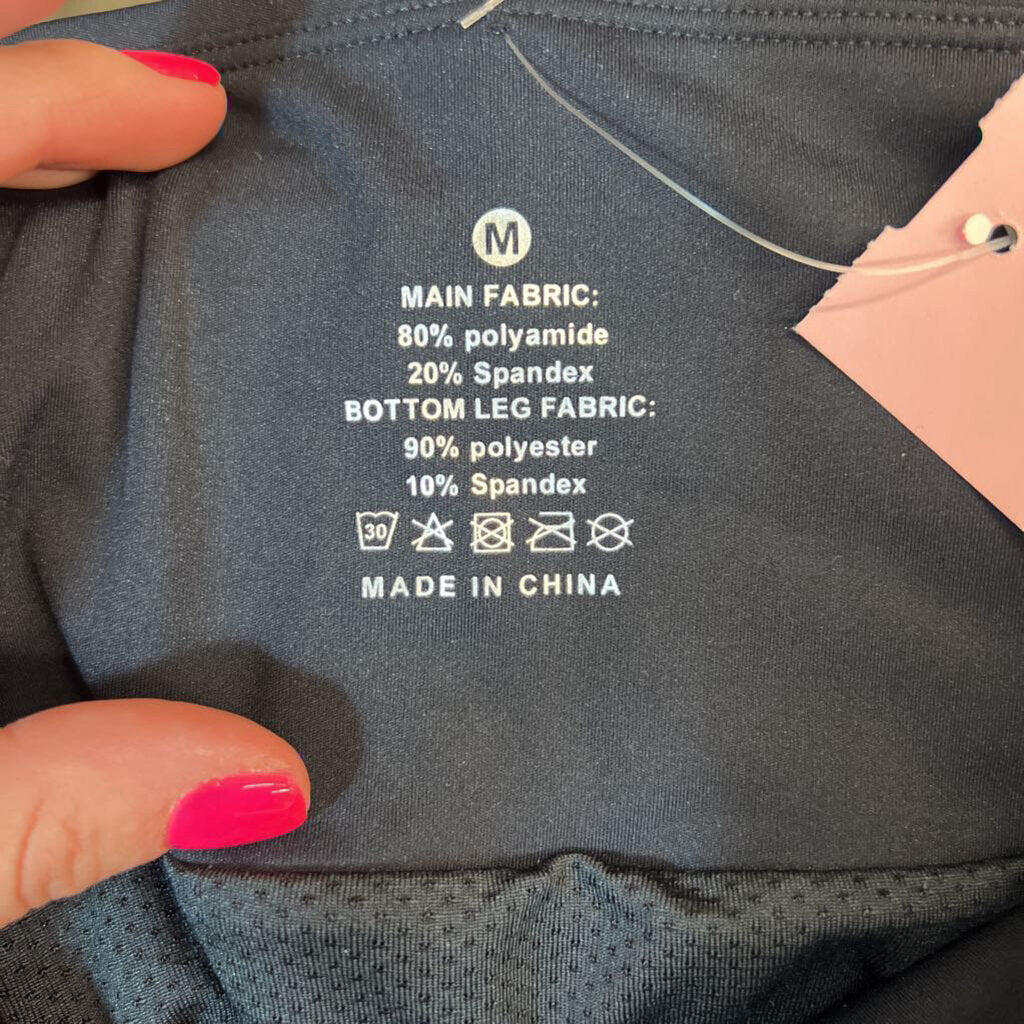 M
MAIN FABRIC:
80% polyamide
20% Spandex
BOTTOM LEG FABRIC:
90% polyester
10% Spandex
30
MADE IN CHINA